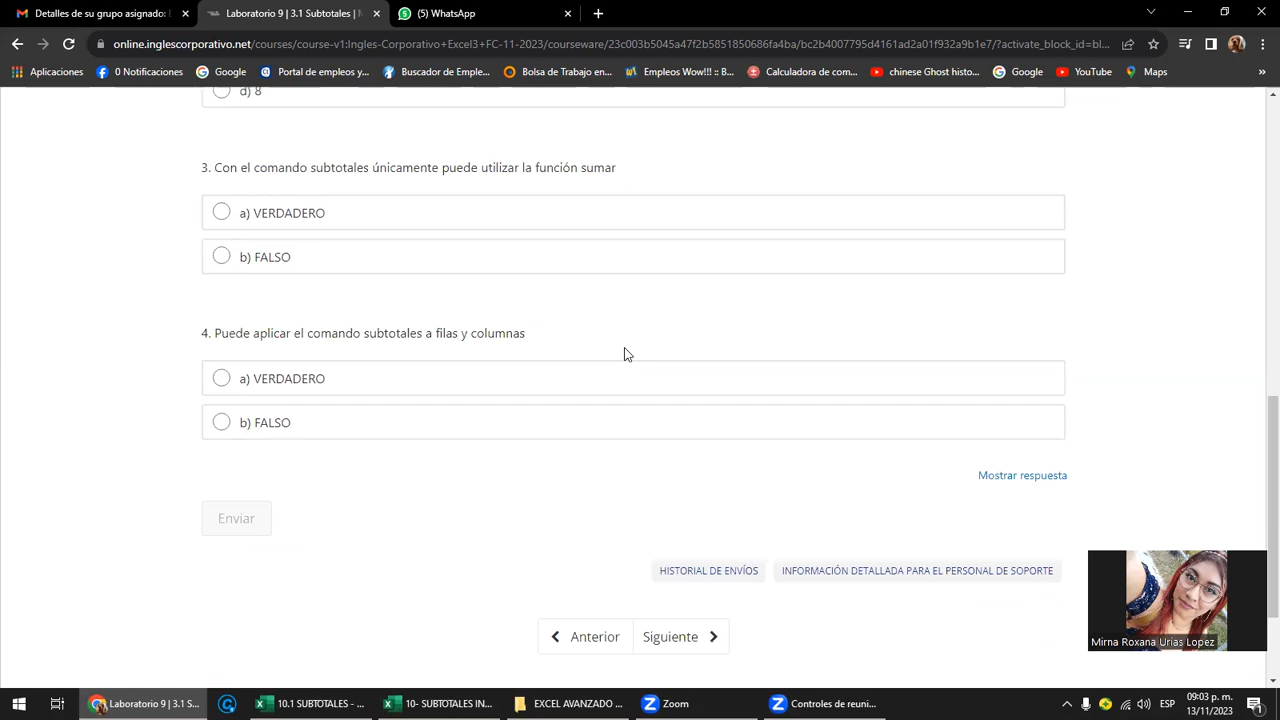 Detalles de su grupo asignado: E
Laboratorio 9 | 3.1 Subtotales | N
(5) WhatsApp
online.inglescorporativo.net/courses/course-v1:Ingles-Corporativo+Excel3+FC-11-2023/courseware/23c003b5045a47f2b5851850686fa4ba/bc2b4007795d4161ad2a01f932a9b1e7/?activate_block_id=bl...
Aplicaciones
0 Notificaciones
Google
Portal de empleos y...
Buscador de Emple...
Bolsa de Trabajo en...
Empleos Wow!!! :: B...
Calculadora de com...
chinese Ghost histo...
Google
YouTube
Maps
»
d) 8
3. Con el comando subtotales únicamente puede utilizar la función sumar
a) VERDADERO
b) FALSO
4. Puede aplicar el comando subtotales a filas y columnas
a) VERDADERO
b) FALSO
Mostrar respuesta
Enviar
HISTORIAL DE ENVÍOS
INFORMACIÓN DETALLADA PARA EL PERSONAL DE SOPORTE
Anterior
Siguiente
Mirna Roxana Urias Lopez
Laboratorio 9 | 3.1 S...
10.1 SUBTOTALES - ...
10- SUBTOTALES IN...
EXCEL AVANZADO ...
Zoom
Controles de reuni...
ESP
09:03 p. m.
13/11/2023
1